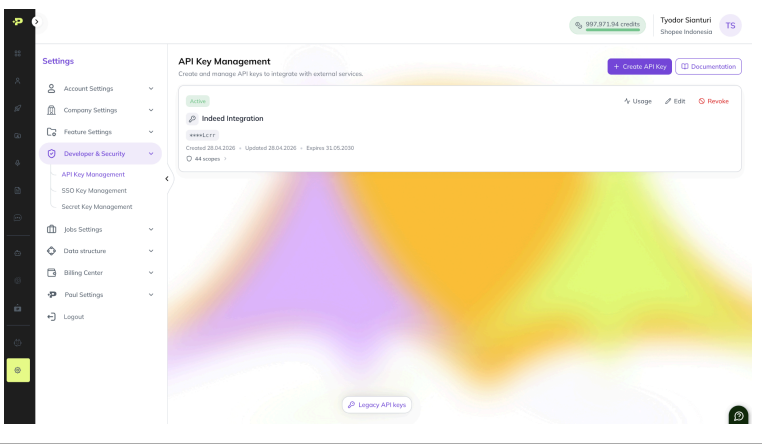 997,971.94 credits
Tyodor Sianturi
Shopee Indonesia
TS
Settings
Account Settings
Company Settings
Feature Settings
Developer & Security
API Key Management
SSO Key Management
Secret Key Management
Jobs Settings
Data structure
Billing Center
Paul Settings
Logout
API Key Management
Create and manage API keys to integrate with external services.
+ Create API Key
Documentation
Active
Usage
Edit
Revoke
Indeed Integration
****Lcrr
Created 28.04.2026 • Updated 28.04.2026 • Expires 31.05.2030
44 scopes
Legacy API keys